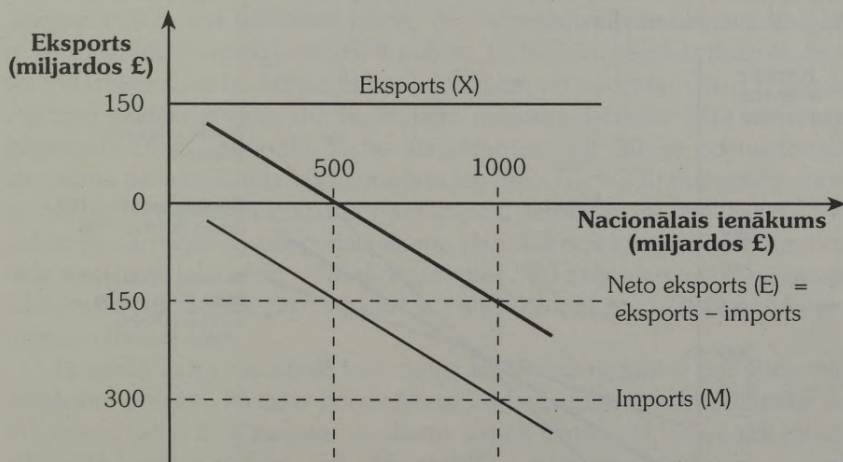 Eksports
(miljardos £)
Eksports (X)
150
500
1000
0
Nacionālais ienākums
(miljardos £)
150
Neto eksports (E) =
eksports – imports
300
Imports (M)